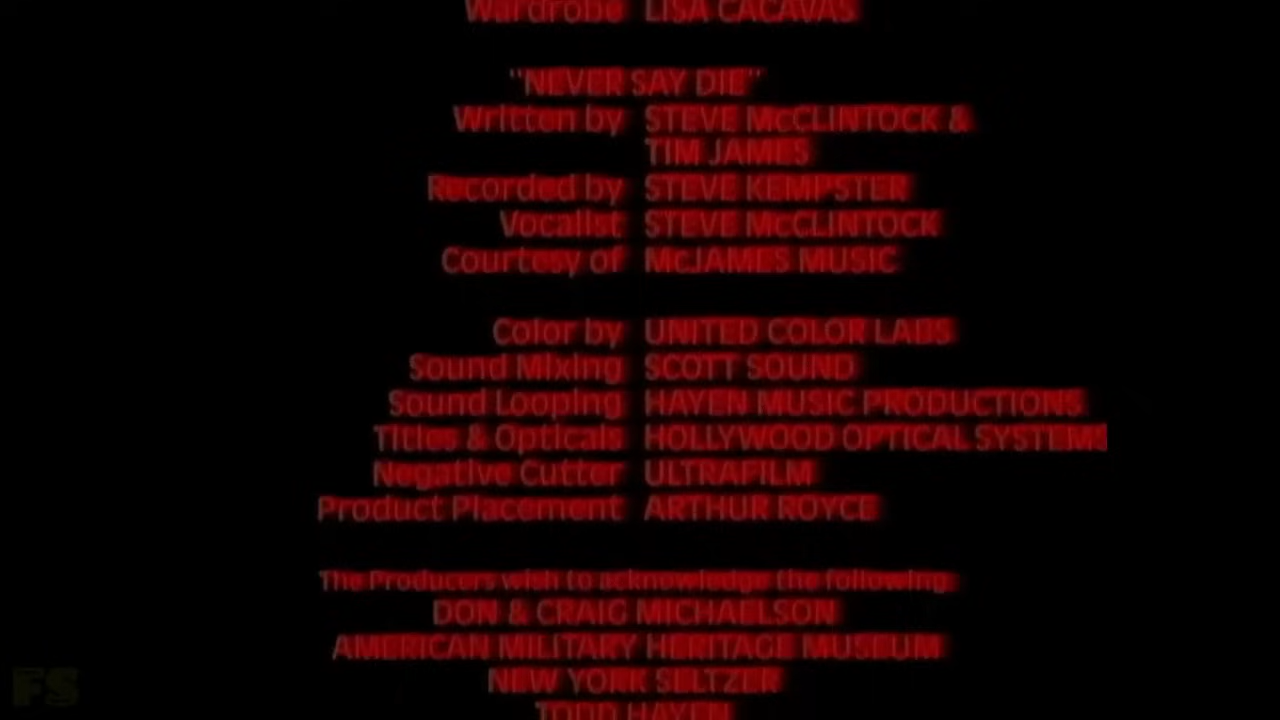 Wardrobe LISA CACAVAS
"NEVER SAY DIE"
Written by STEVE McCLINTOCK &
TIM JAMES
Recorded by STEVE KEMPSTER
Vocalist STEVE McCLINTOCK
Courtesy of McJAMES MUSIC
Color by UNITED COLOR LABS
Sound Mixing SCOTT SOUND
Sound Looping HAYEN MUSIC PRODUCTIONS
Titles & Opticals HOLLYWOOD OPTICAL SYSTEMS
Negative Cutter ULTRAFILM
Product Placement ARTHUR ROYCE
The Producers wish to acknowledge the following:
DON & CRAIG MICHAELSON
AMERICAN MILITARY HERITAGE MUSEUM
NEW YORK SELTZER
TODD HAYEN
FS